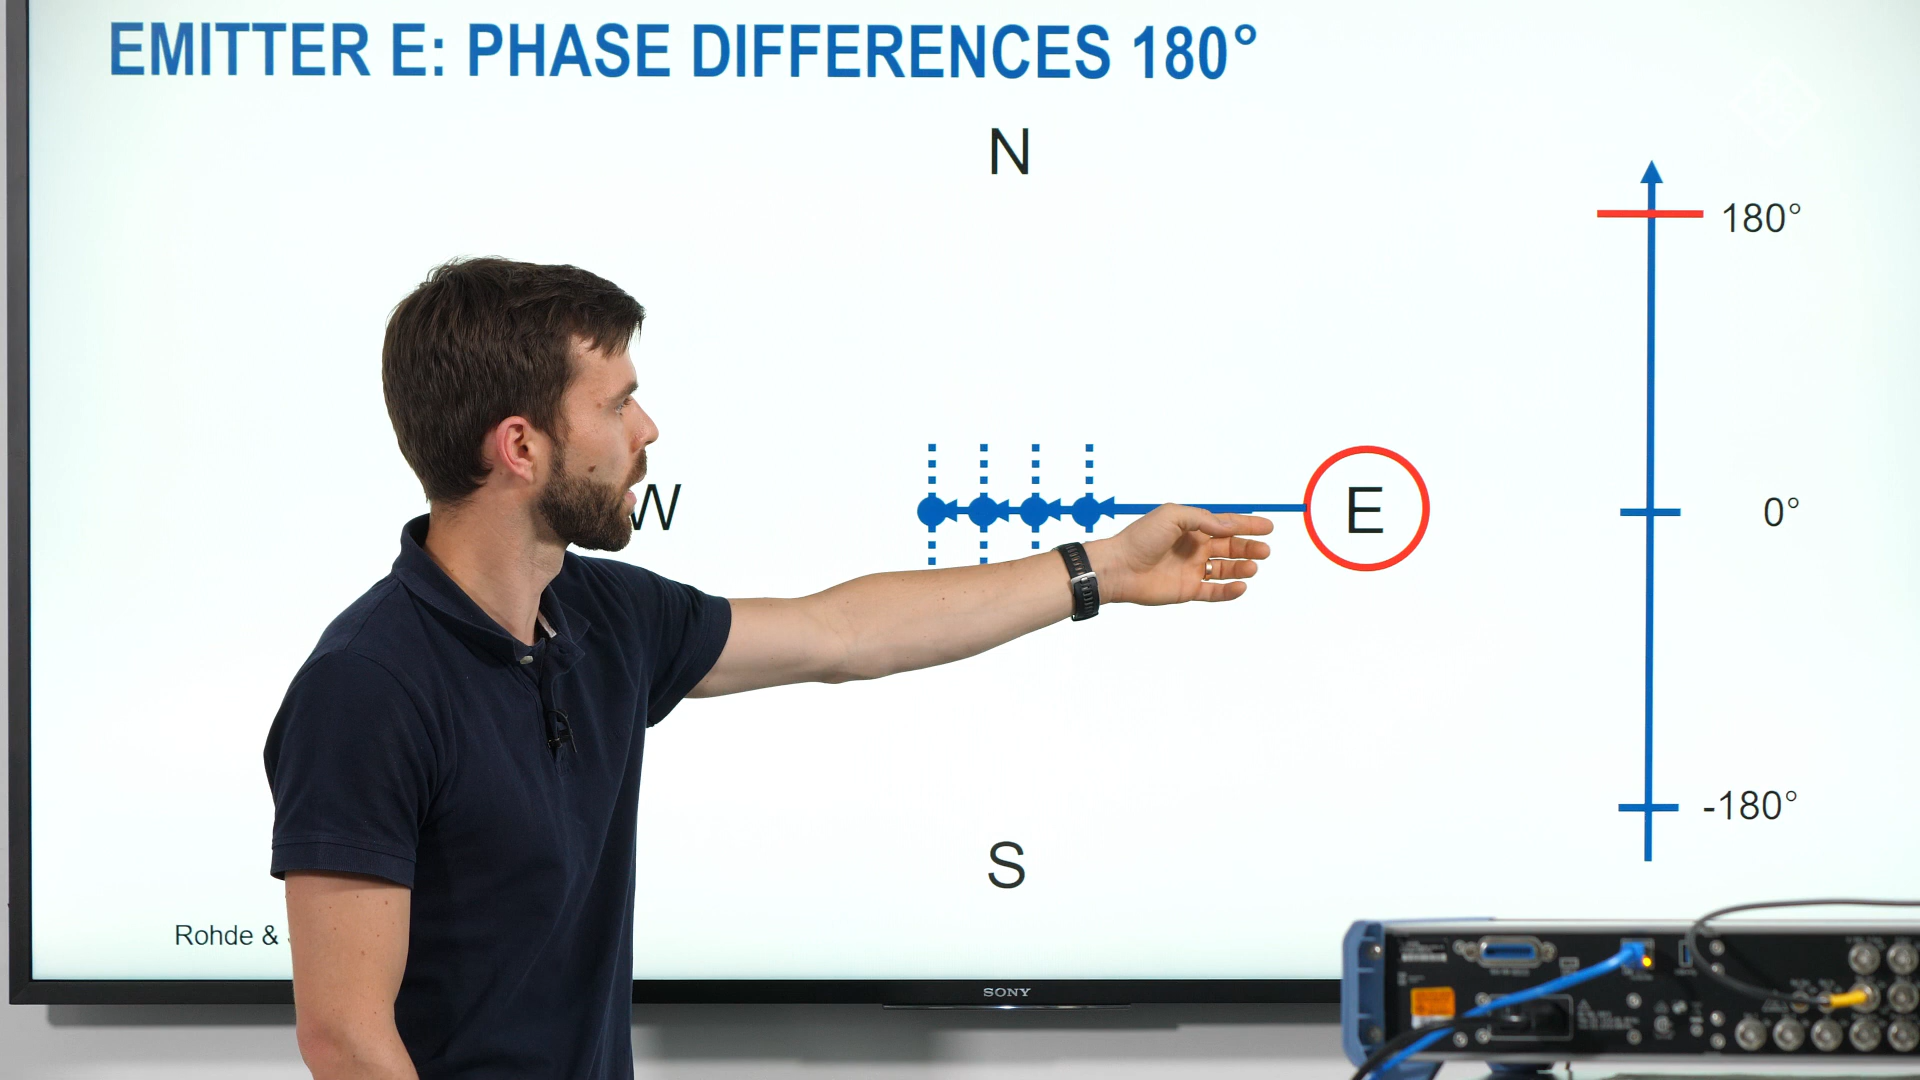 EMITTER E: PHASE DIFFERENCES 180°
N
180°
W
E
0°
-180°
S
Rohde &
SONY